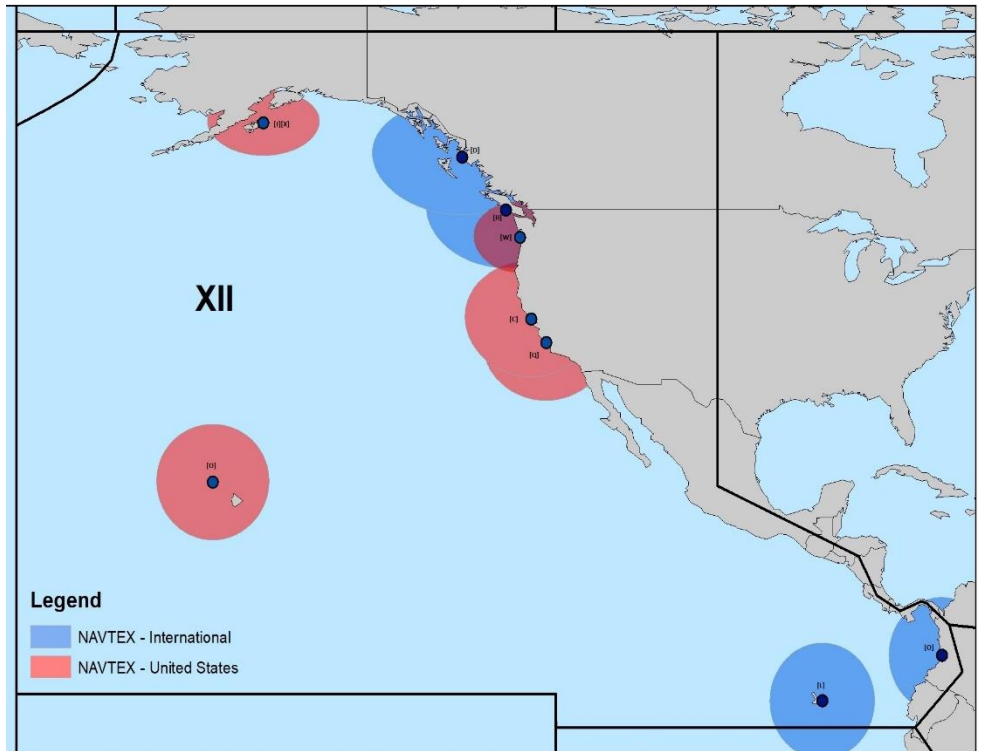 [J][X]
[D]
[H]
[W]
XII
[C]
[Q]
[O]
Legend
NAVTEX - International
NAVTEX - United States
[O]
[L]